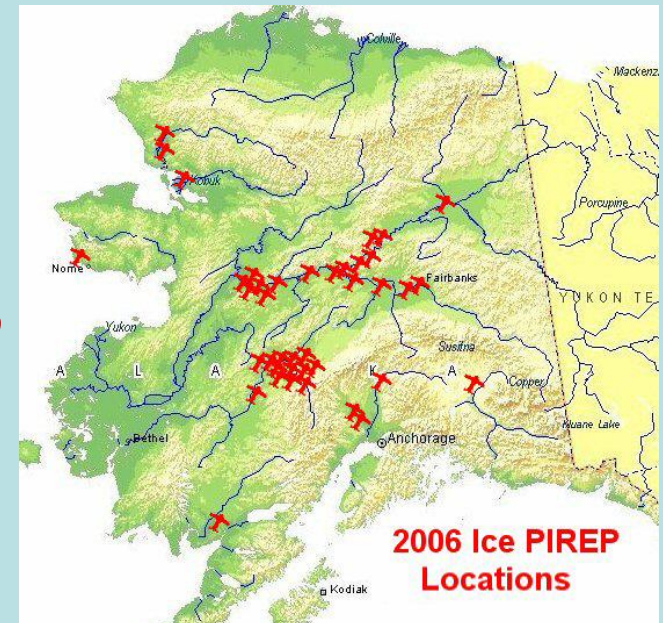 Colville
Mackenz
Kobuk
Porcupine
Nome
Fairbanks
YUKON TE
Yukon
Susitna
A L A K A
Copper
Kluane Lake
Bethel
Anchorage
2006 Ice PIREP
Locations
Kodiak